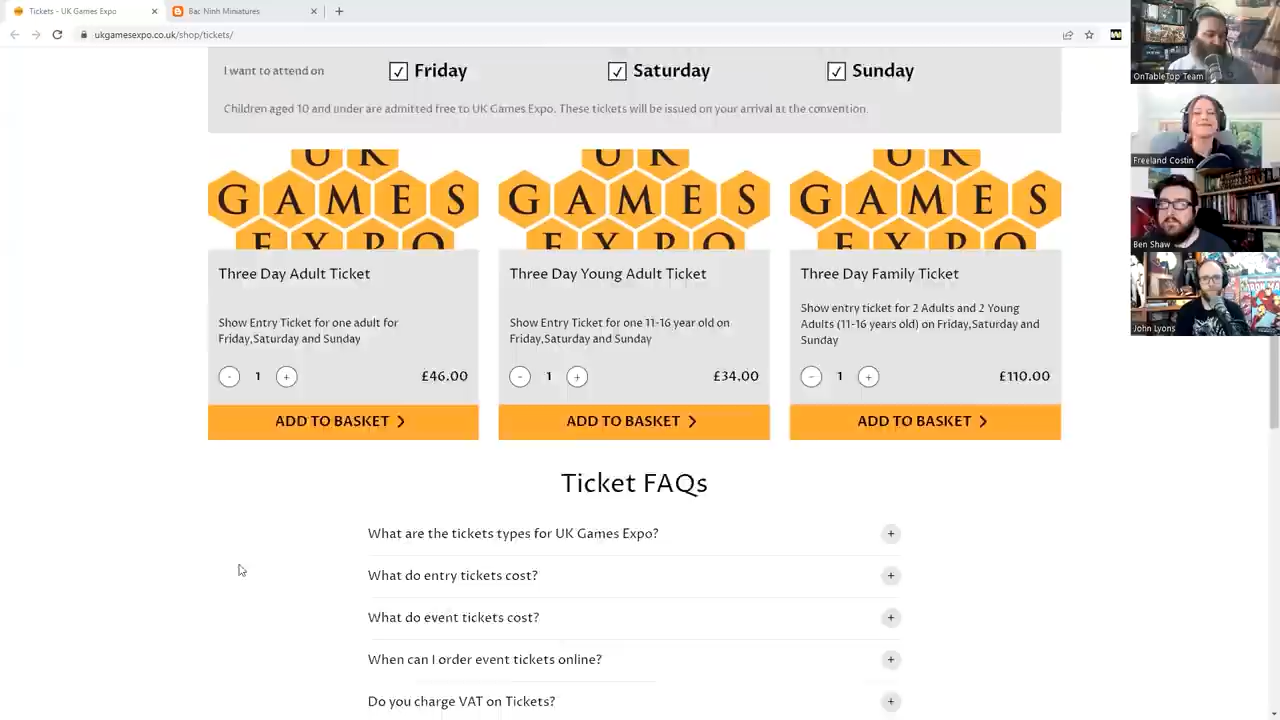 Tickets - UK Games Expo
Bac Ninh Miniatures
ukgamesexpo.co.uk/shop/tickets/
I want to attend on
Friday
Saturday
Sunday
Children aged 10 and under are admitted free to UK Games Expo. These tickets will be issued on your arrival at the convention.
UK
GAMES
EXPO
UK
GAMES
EXPO
UK
GAMES
EXPO
Three Day Adult Ticket
Show Entry Ticket for one adult for
Friday,Saturday and Sunday
- 1 +
£46.00
ADD TO BASKET
Three Day Young Adult Ticket
Show Entry Ticket for one 11-16 year old on
Friday,Saturday and Sunday
- 1 +
£34.00
ADD TO BASKET
Three Day Family Ticket
Show entry ticket for 2 Adults and 2 Young
Adults (11-16 years old) on Friday,Saturday and
Sunday
- 1 +
£110.00
ADD TO BASKET
Ticket FAQs
What are the tickets types for UK Games Expo?
What do entry tickets cost?
What do event tickets cost?
When can I order event tickets online?
Do you charge VAT on Tickets?
OnTableTop Team
Freeland Costin
Ben Shaw
John Lyons